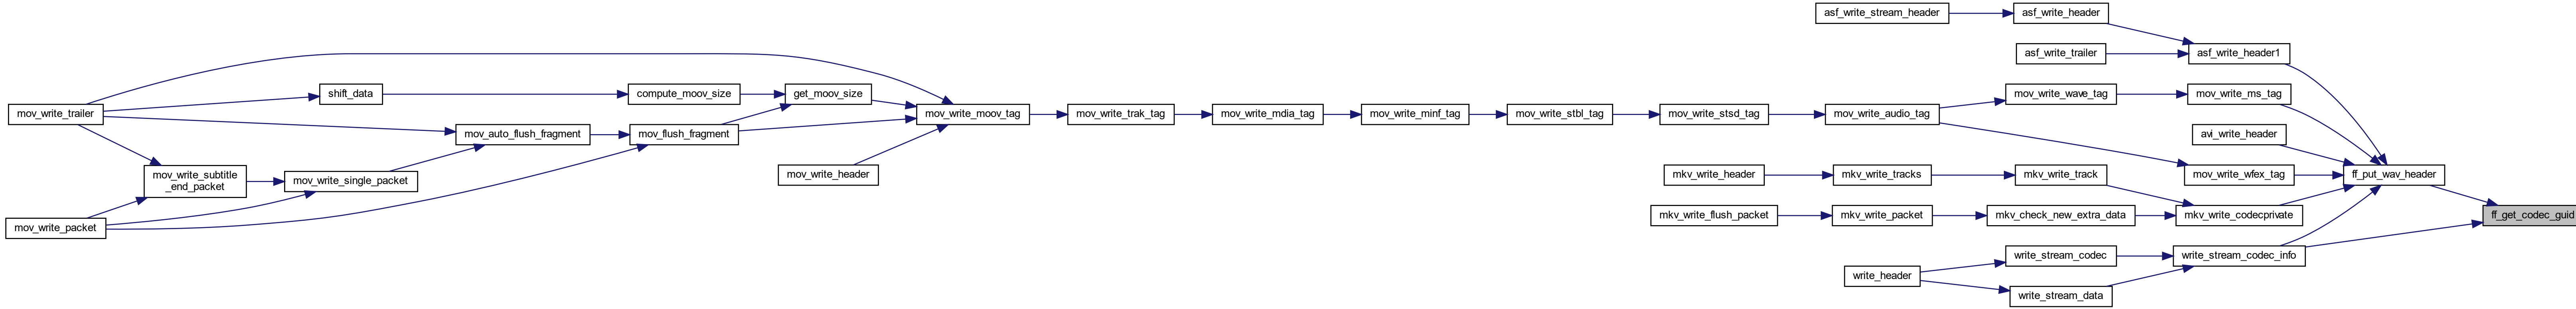 asf_write_stream_header
asf_write_header
asf_write_trailer
asf_write_header1
shift_data
compute_moov_size
get_moov_size
mov_write_wave_tag
mov_write_ms_tag
mov_write_trailer
mov_write_moov_tag
mov_write_trak_tag
mov_write_mdia_tag
mov_write_minf_tag
mov_write_stbl_tag
mov_write_stsd_tag
mov_write_audio_tag
mov_auto_flush_fragment
mov_flush_fragment
avi_write_header
mov_write_subtitle
_end_packet
mov_write_single_packet
mov_write_header
mkv_write_header
mkv_write_tracks
mkv_write_track
mov_write_wfex_tag
ff_put_wav_header
mov_write_packet
mkv_write_flush_packet
mkv_write_packet
mkv_check_new_extra_data
mkv_write_codecprivate
ff_get_codec_guid
write_header
write_stream_codec
write_stream_codec_info
write_stream_data